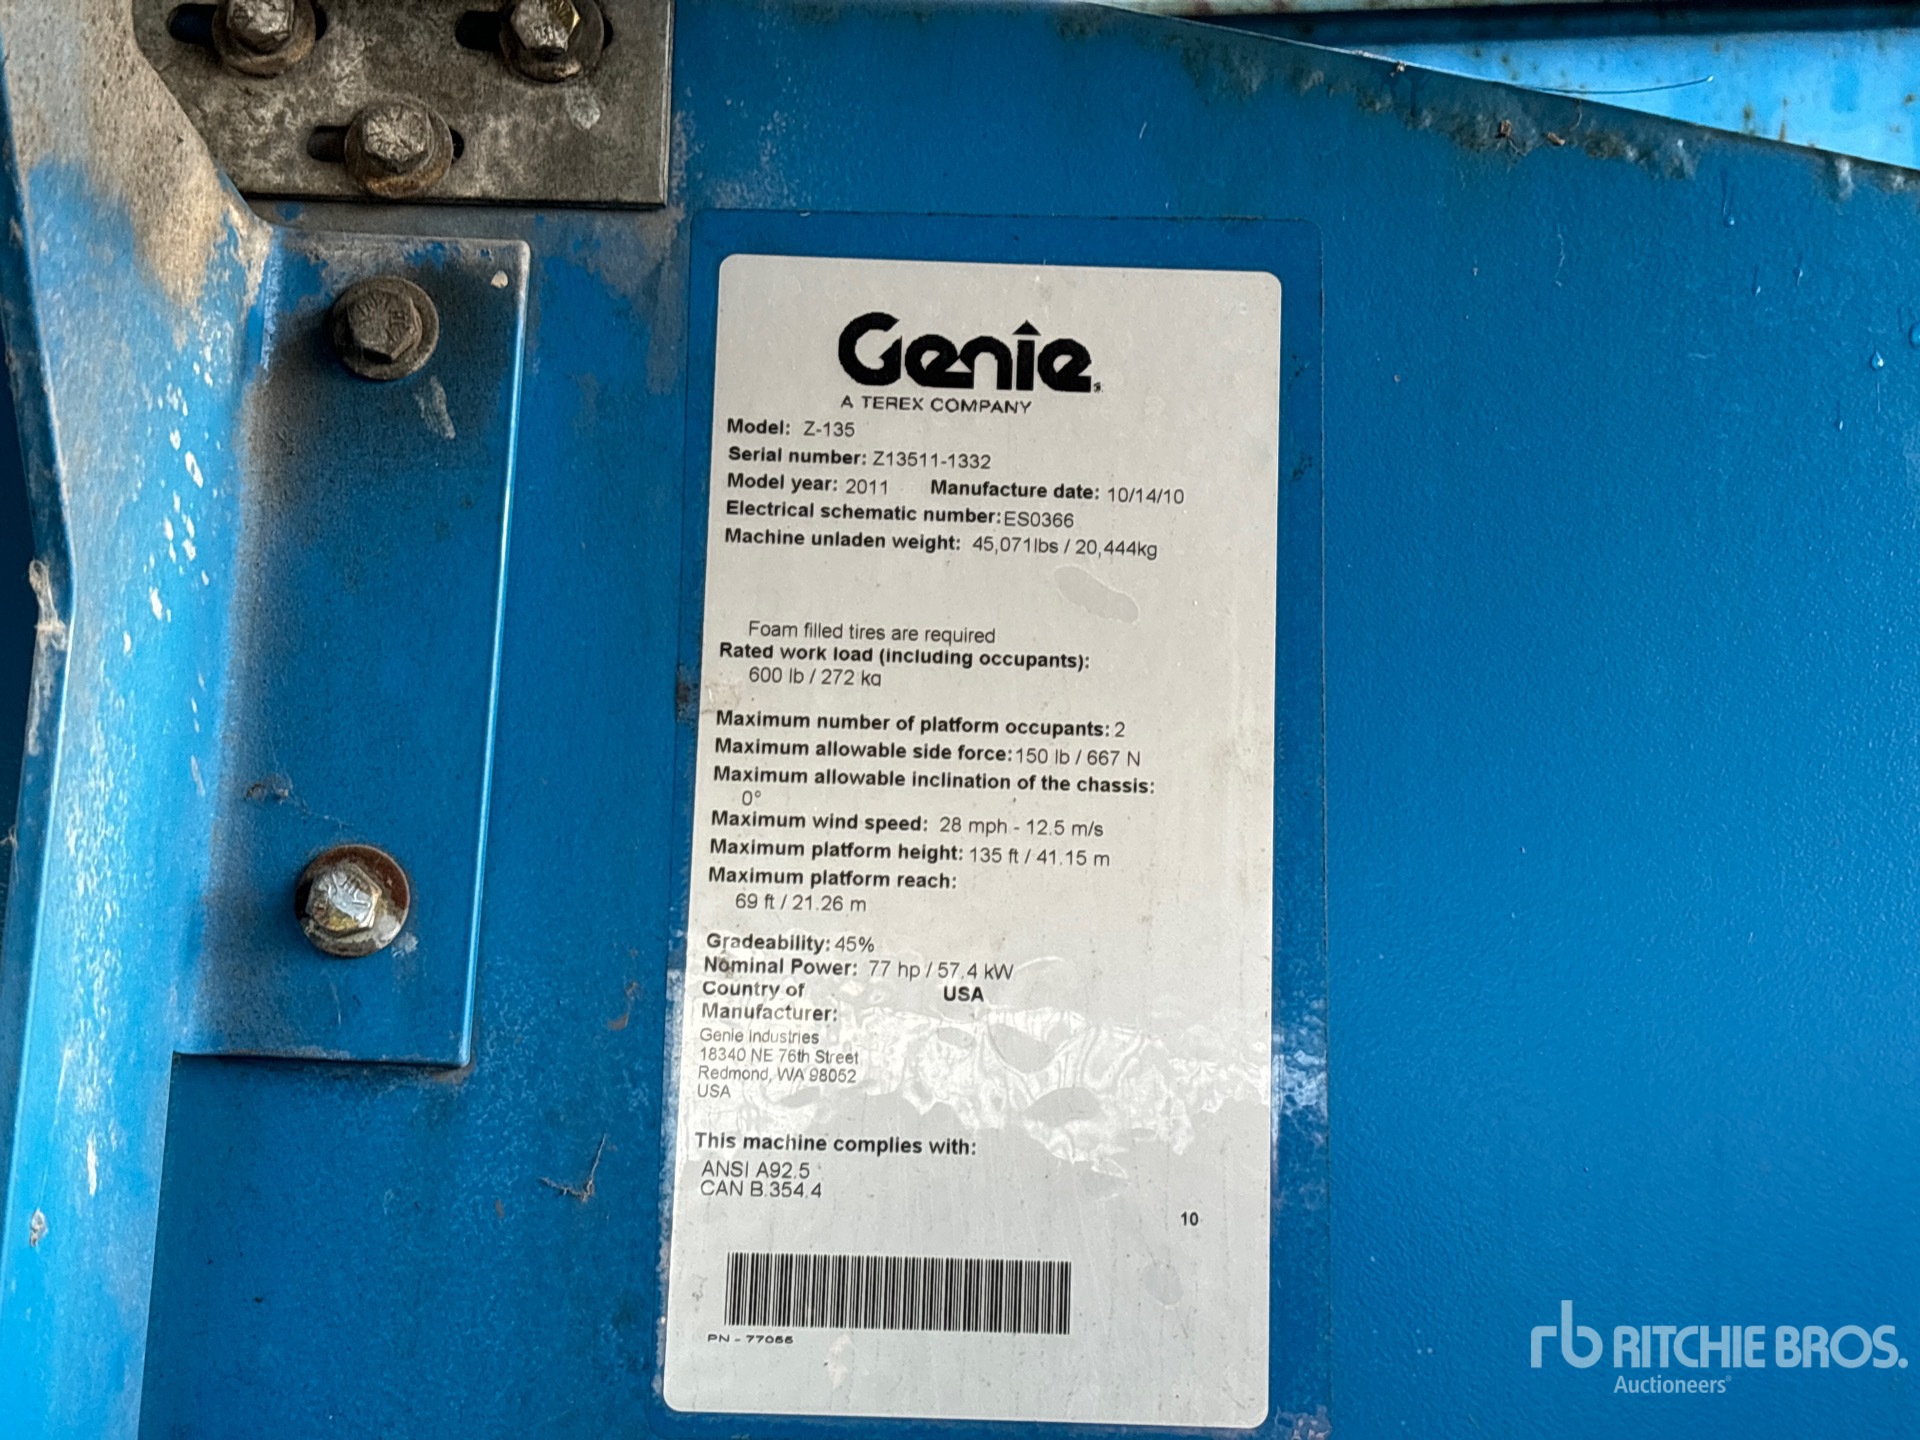 Genie
A TEREX COMPANY
Model: Z-135
Serial number: Z13511-1332
Model year: 2011 Manufacture date: 10/14/10
Electrical schematic number: ES0366
Machine unladen weight: 45,071lbs / 20,444kg
Foam filled tires are required
Rated work load (including occupants):
600 lb / 272 kg
Maximum number of platform occupants: 2
Maximum allowable side force: 150 lb / 667 N
Maximum allowable inclination of the chassis:
0°
Maximum wind speed: 28 mph - 12.5 m/s
Maximum platform height: 135 ft / 41.15 m
Maximum platform reach:
69 ft / 21.26 m
Gradeability: 45%
Nominal Power: 77 hp / 57.4 kW
Country of USA
Manufacturer:
Genie Industries
18340 NE 76th Street
Redmond, WA 98052
USA
This machine complies with:
ANSI A92.5
CAN B.354.4
10
PN - 77066
rb RITCHIE BROS.
Auctioneers